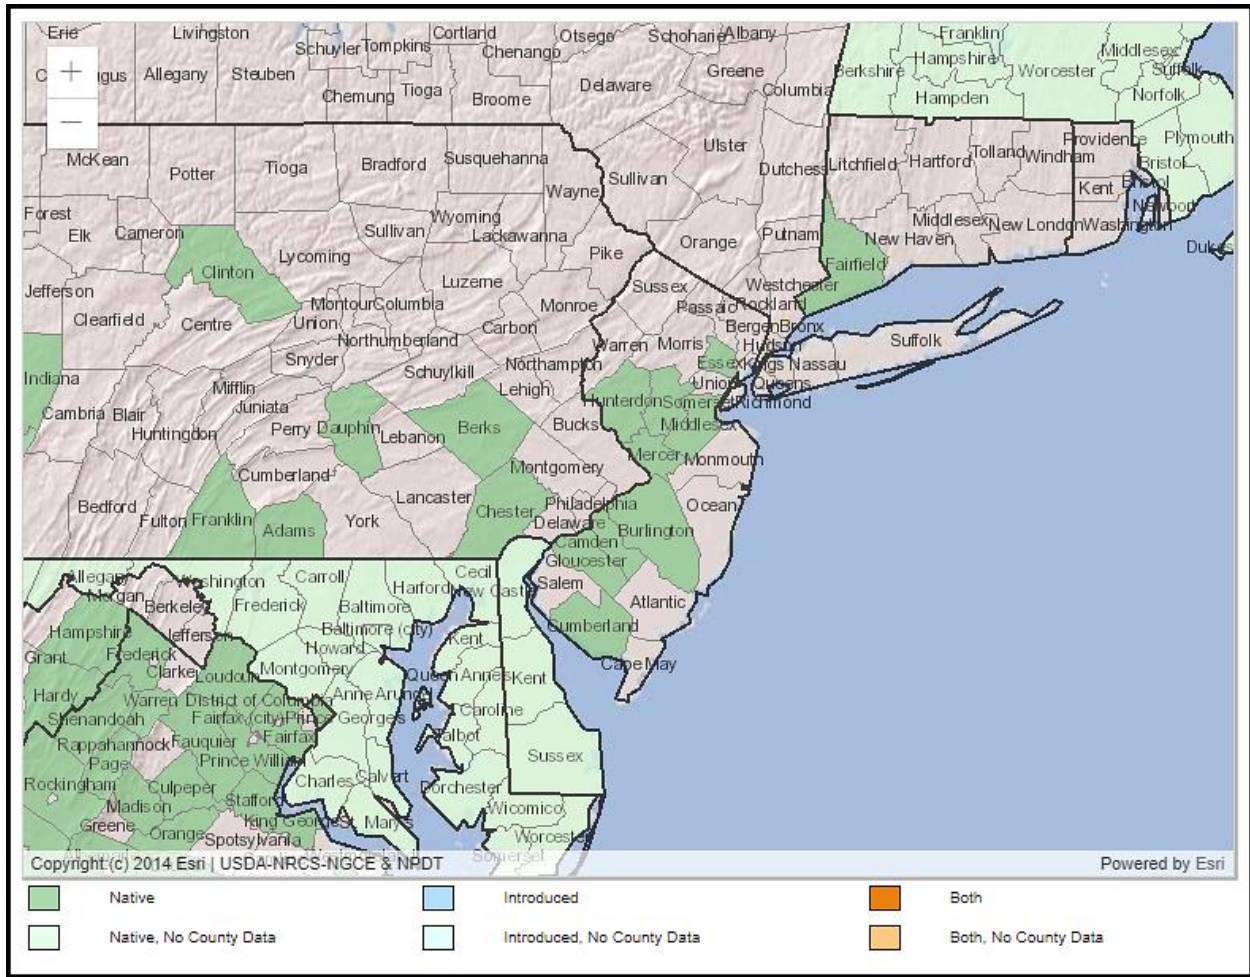 Erie Livingston Schuyler Tompkins Cortland Chenango Otsego Schoharie Albany Franklin Middlesex
+ Allegany Steuben Chemung Tioga Broome Delaware Greene Columbia Berkshire Hampshire Worcester Suffolk
Hampden Norfolk
−
McKean Potter Tioga Bradford Susquehanna Wayne Sullivan Ulster Dutchess Litchfield Hartford Tolland Windham Providence Plymouth
Bristol
Kent Bristol
Forest Elk Cameron Sullivan Wyoming Lackawanna Pike Orange Putnam New Haven Middlesex New London Washington Newport
Dukes
Clinton Lycoming Luzerne Monroe Sussex Passaic Rockland Westchester Fairfield
Jefferson Clearfield Centre Union Montour Columbia Carbon
Northumberland Warren Morris Bergen Bronx Hudson Suffolk
Indiana Snyder Mifflin Schuylkill Northampton Lehigh Essex Kings Nassau
Union Queens
Cambria Blair Huntingdon Juniata Perry Dauphin Lebanon Berks Bucks Hunterdon Somerset Richmond
Middlesex
Cumberland Montgomery Mercer Monmouth
Bedford Fulton Franklin Adams York Lancaster Chester Philadelphia Delaware Burlington Ocean
Camden
Gloucester
Allegany Washington Carroll Harford Cecil New Castle Salem
Morgan Berkeley Frederick Baltimore Atlantic
Hampshire Jefferson Baltimore (city) Cumberland
Grant Frederick Clarke Loudoun Howard Montgomery Kent Cape May
Hardy Warren District of Columbia Anne Arundel Queen Anne's Kent
Shenandoah Fairfax (city) Prince George's Caroline
Rappahannock Fauquier Fairfax Talbot
Page Prince William Sussex
Rockingham Culpeper Charles Calvert Dorchester
Madison Stafford Wicomico
Greene Orange King George St. Mary's
Spotsylvania Worcester
Somerset
Copyright:(c) 2014 Esri | USDA-NRCS-NGCE & NPDT Powered by Esri
Native Introduced Both
Native, No County Data Introduced, No County Data Both, No County Data